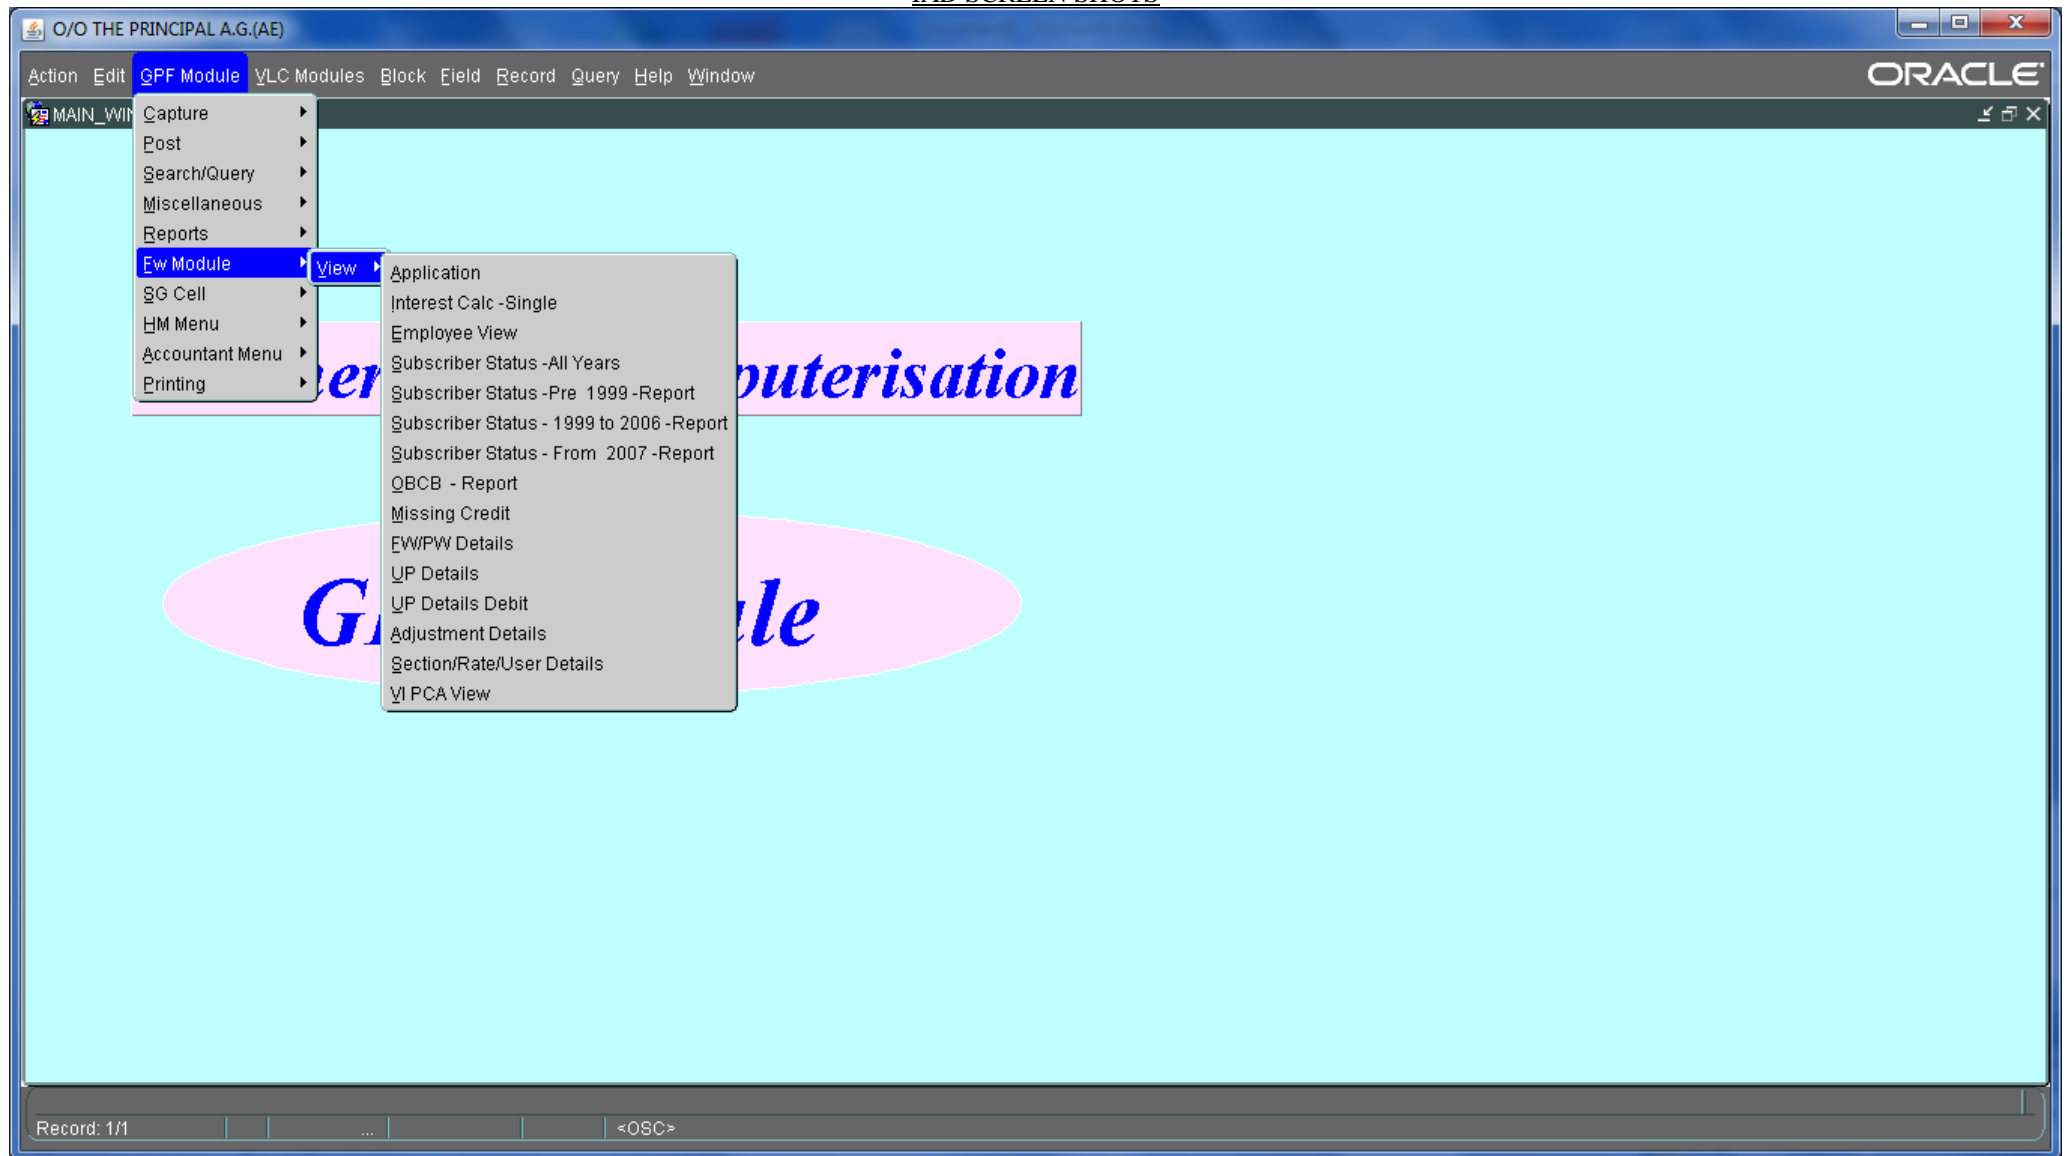 O/O THE PRINCIPAL A.G.(AE)
Action Edit GPF Module VLC Modules Block Field Record Query Help Window
ORACLE
Capture
Post
Search/Query
Miscellaneous
Reports
Fw Module
SG Cell
HM Menu
Accountant Menu
Printing
View
Application
Interest Calc -Single
Employee View
Subscriber Status -All Years
Subscriber Status -Pre 1999 -Report
Subscriber Status - 1999 to 2006 -Report
Subscriber Status - From 2007 -Report
OBCB - Report
Missing Credit
FW/PW Details
UP Details
UP Details Debit
Adjustment Details
Section/Rate/User Details
VI PCA View
Record: 1/1 ... <OSC>